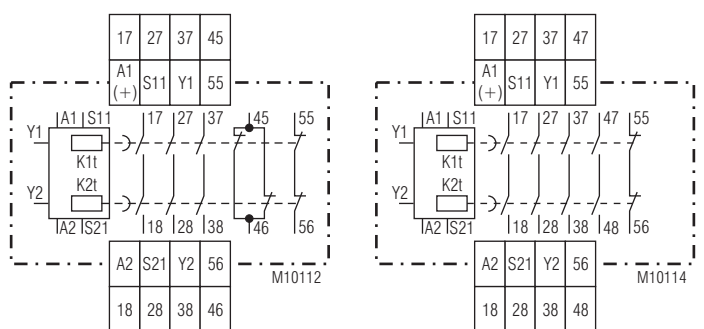 17 27 37 45
A1 (+) S11 Y1 55
A1 S11 17 27 37 45 55
Y1
K1t
K2t
Y2
A2 S21 18 28 38 46 56
A2 S21 Y2 56
M10112
18 28 38 46
17 27 37 47
A1 (+) S11 Y1 55
A1 S11 17 27 37 47 55
Y1
K1t
K2t
Y2
A2 S21 18 28 38 48 56
A2 S21 Y2 56
M10114
18 28 38 48